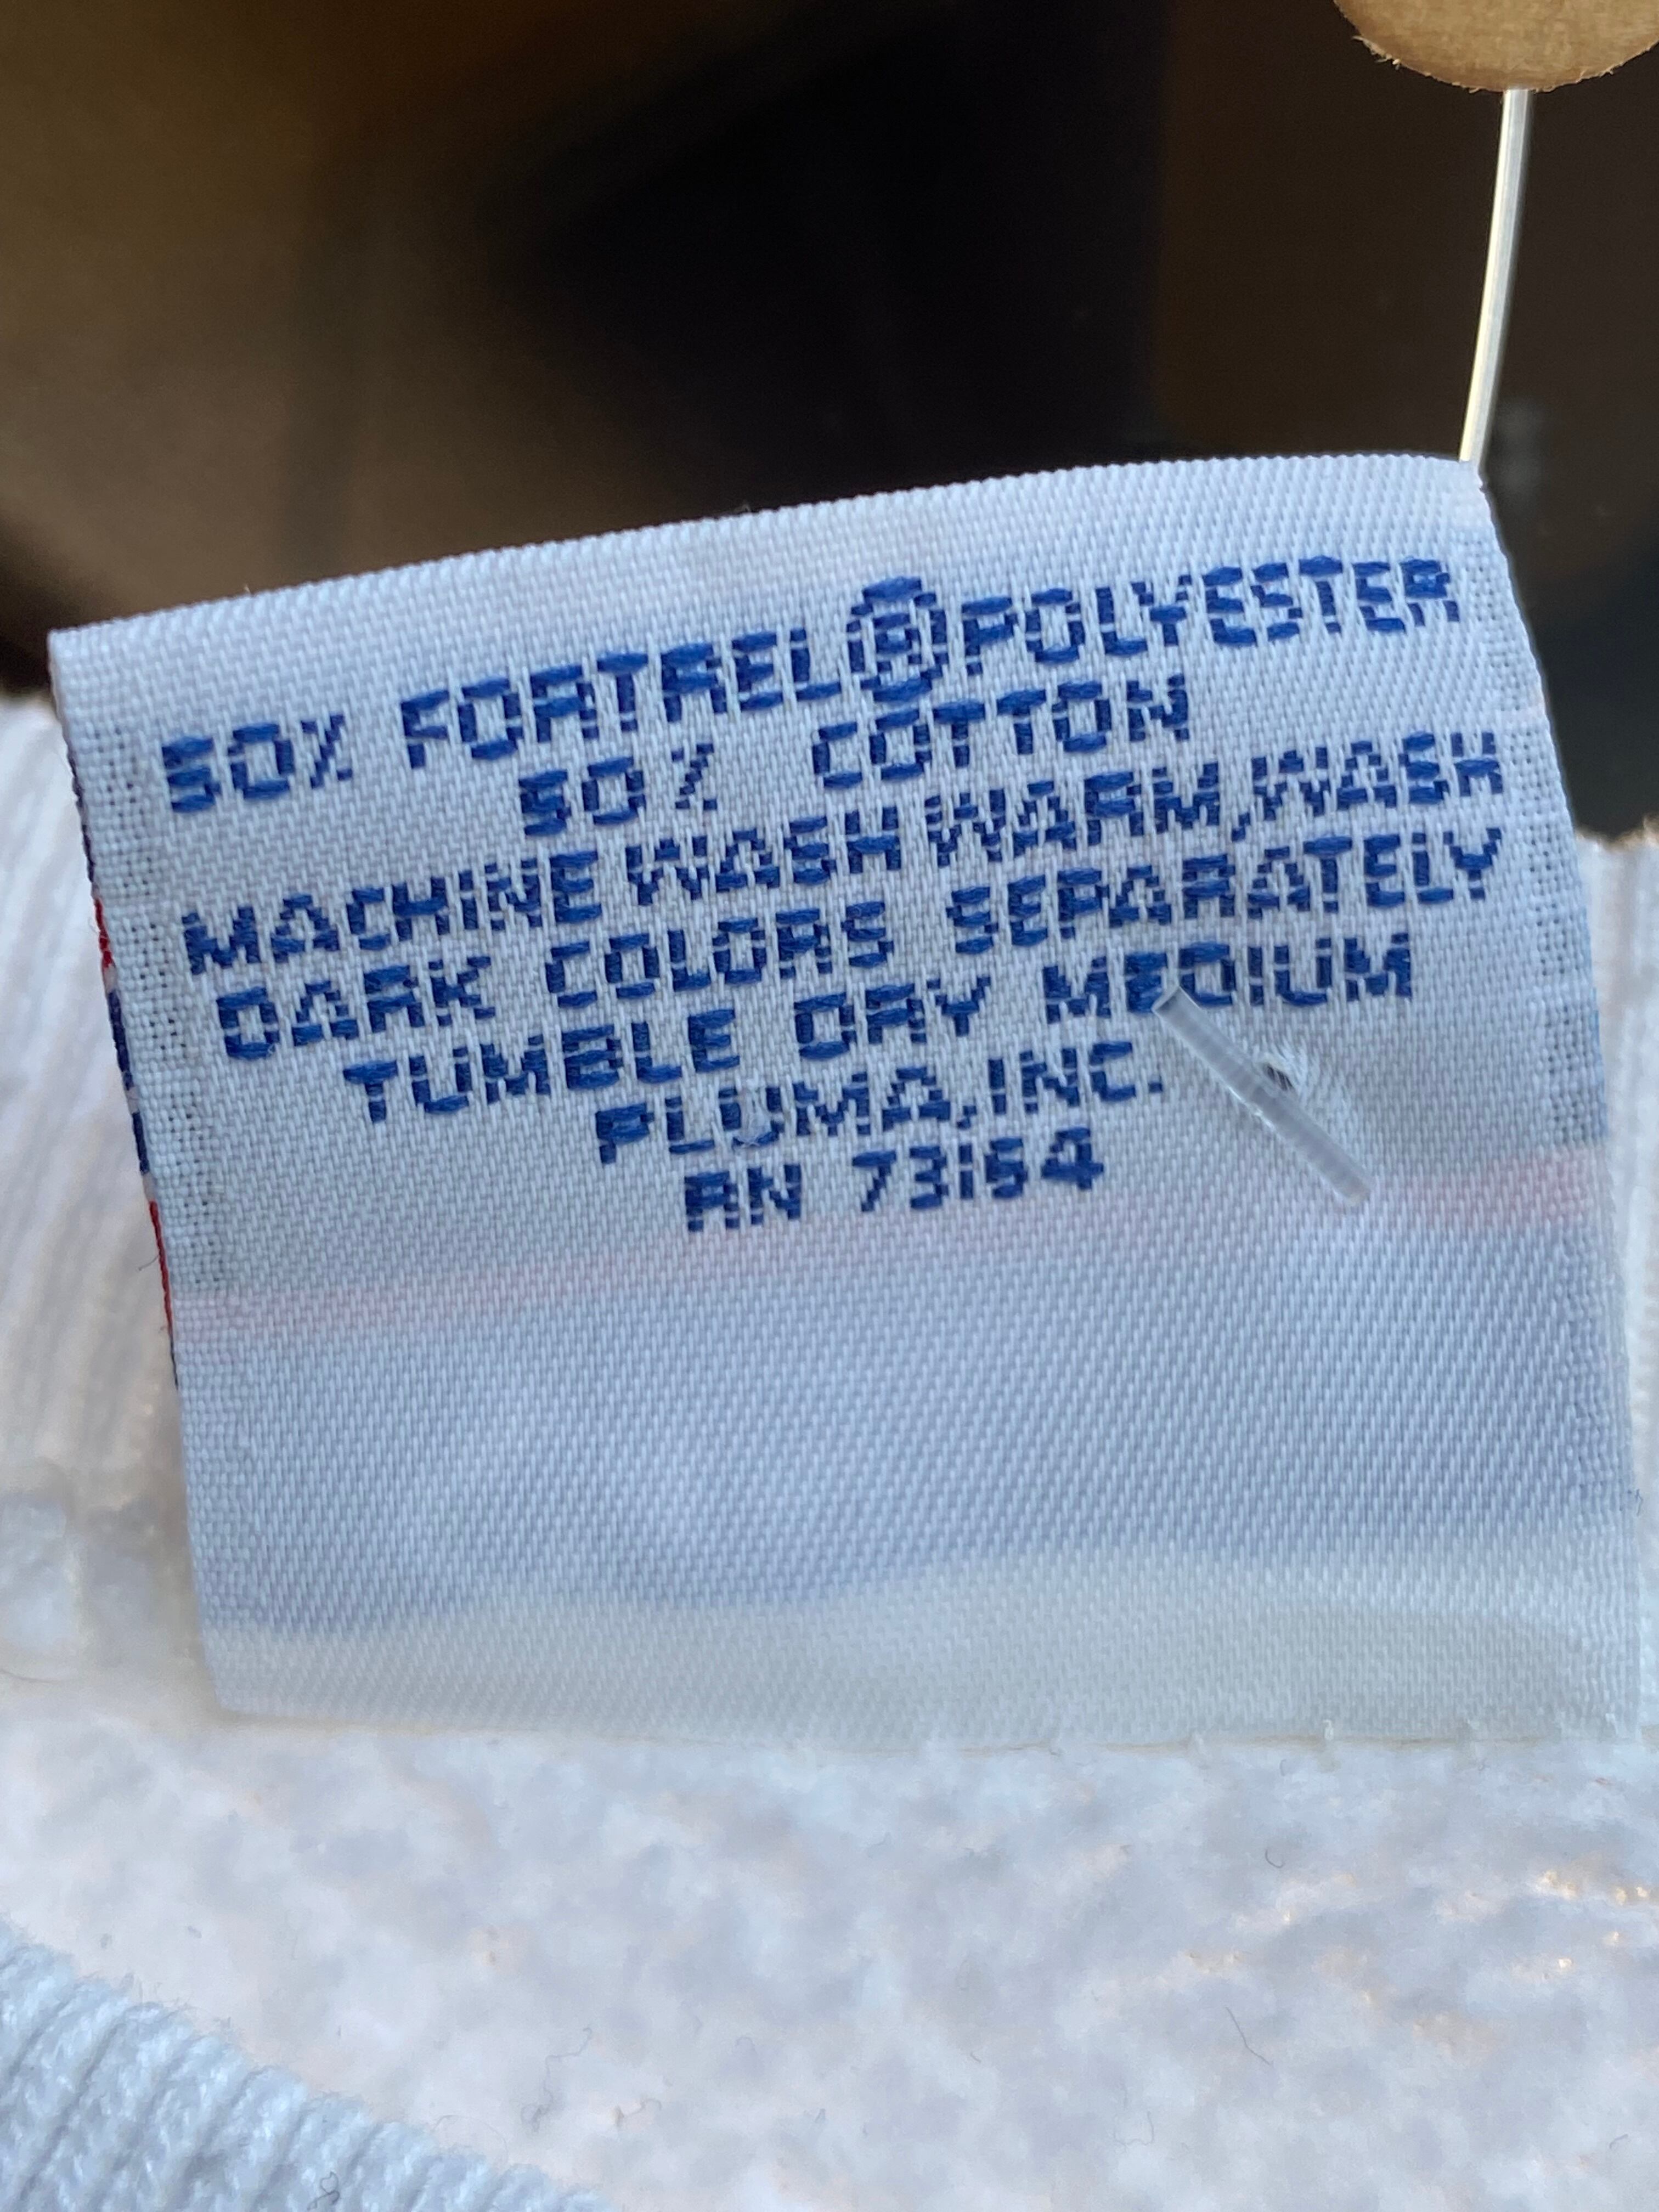 50% FORTREL®POLYESTER
50% COTTON
MACHINE WASH WARM, WASH
DARK COLORS SEPARATELY
TUMBLE DRY MEDIUM
PLUMA, INC.
RN 73154